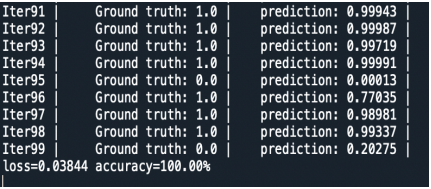 Iter91 | Ground truth: 1.0 | prediction: 0.99943 |
Iter92 | Ground truth: 1.0 | prediction: 0.99987 |
Iter93 | Ground truth: 1.0 | prediction: 0.99719 |
Iter94 | Ground truth: 1.0 | prediction: 0.99991 |
Iter95 | Ground truth: 0.0 | prediction: 0.00013 |
Iter96 | Ground truth: 1.0 | prediction: 0.77035 |
Iter97 | Ground truth: 1.0 | prediction: 0.98981 |
Iter98 | Ground truth: 1.0 | prediction: 0.99337 |
Iter99 | Ground truth: 0.0 | prediction: 0.20275 |
loss=0.03844 accuracy=100.00%